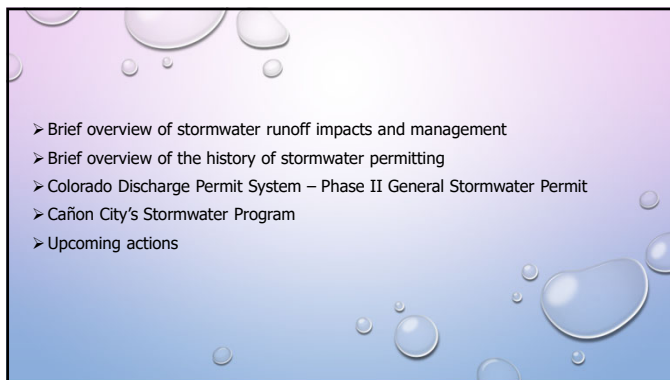 ➢ Brief overview of stormwater runoff impacts and management
➢ Brief overview of the history of stormwater permitting
➢ Colorado Discharge Permit System – Phase II General Stormwater Permit
➢ Cañon City's Stormwater Program
➢ Upcoming actions